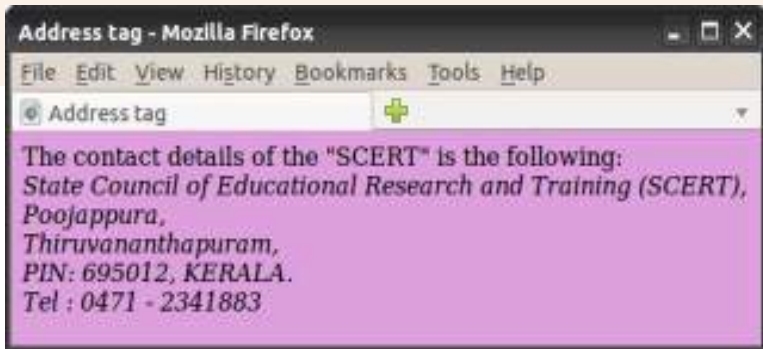 Address tag - Mozilla Firefox
File Edit View History Bookmarks Tools Help
Address tag
The contact details of the "SCERT" is the following:
State Council of Educational Research and Training (SCERT),
Poojappura,
Thiruvananthapuram,
PIN: 695012, KERALA.
Tel : 0471 - 2341883